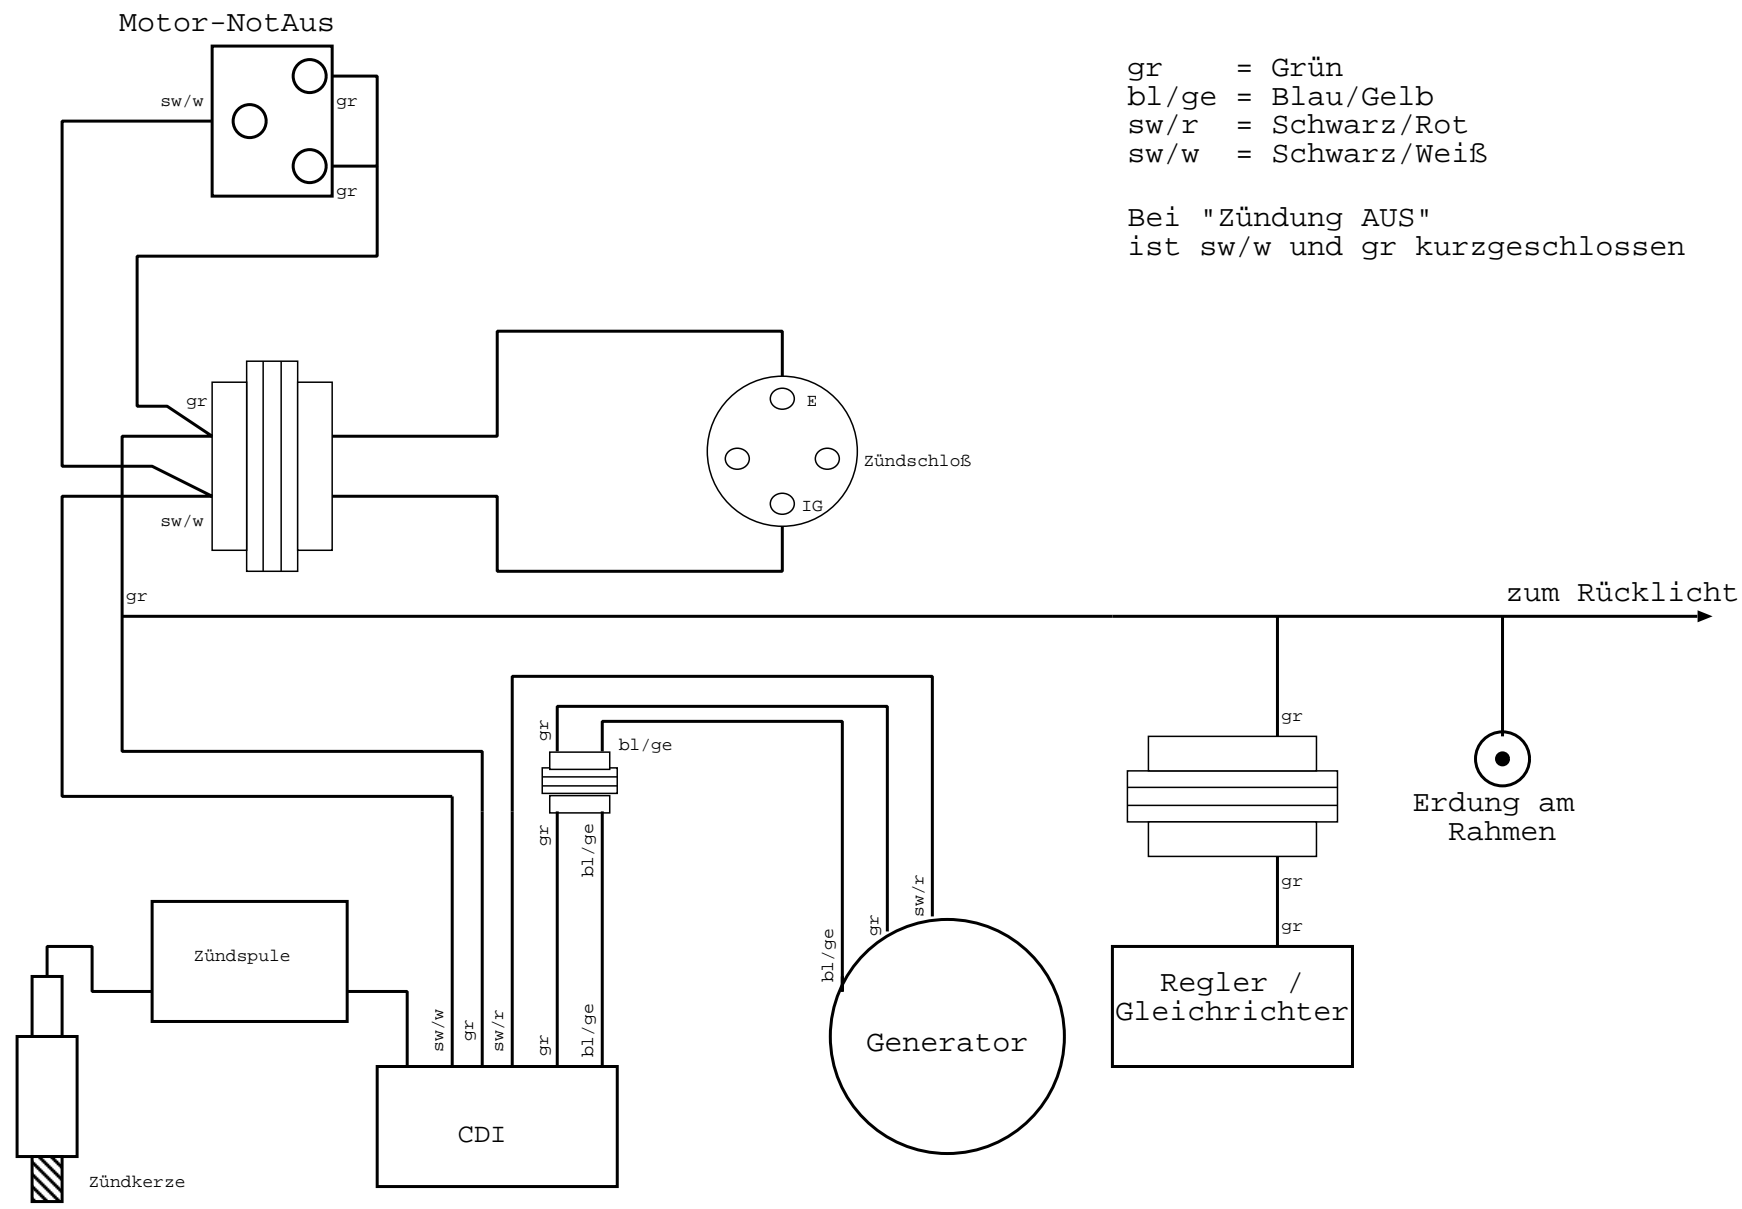 Motor-NotAus
sw/w
gr
gr
gr = Grün
bl/ge = Blau/Gelb
sw/r = Schwarz/Rot
sw/w = Schwarz/Weiß
Bei "Zündung AUS"
ist sw/w und gr kurzgeschlossen
gr
sw/w
E
IG
Zündschloß
gr
zum Rücklicht
gr
bl/ge
gr
bl/ge
gr
Erdung am
Rahmen
gr
gr
Regler /
Gleichrichter
bl/ge
gr
sw/r
Generator
Zündspule
sw/w
gr
sw/r
gr
bl/ge
CDI
Zündkerze